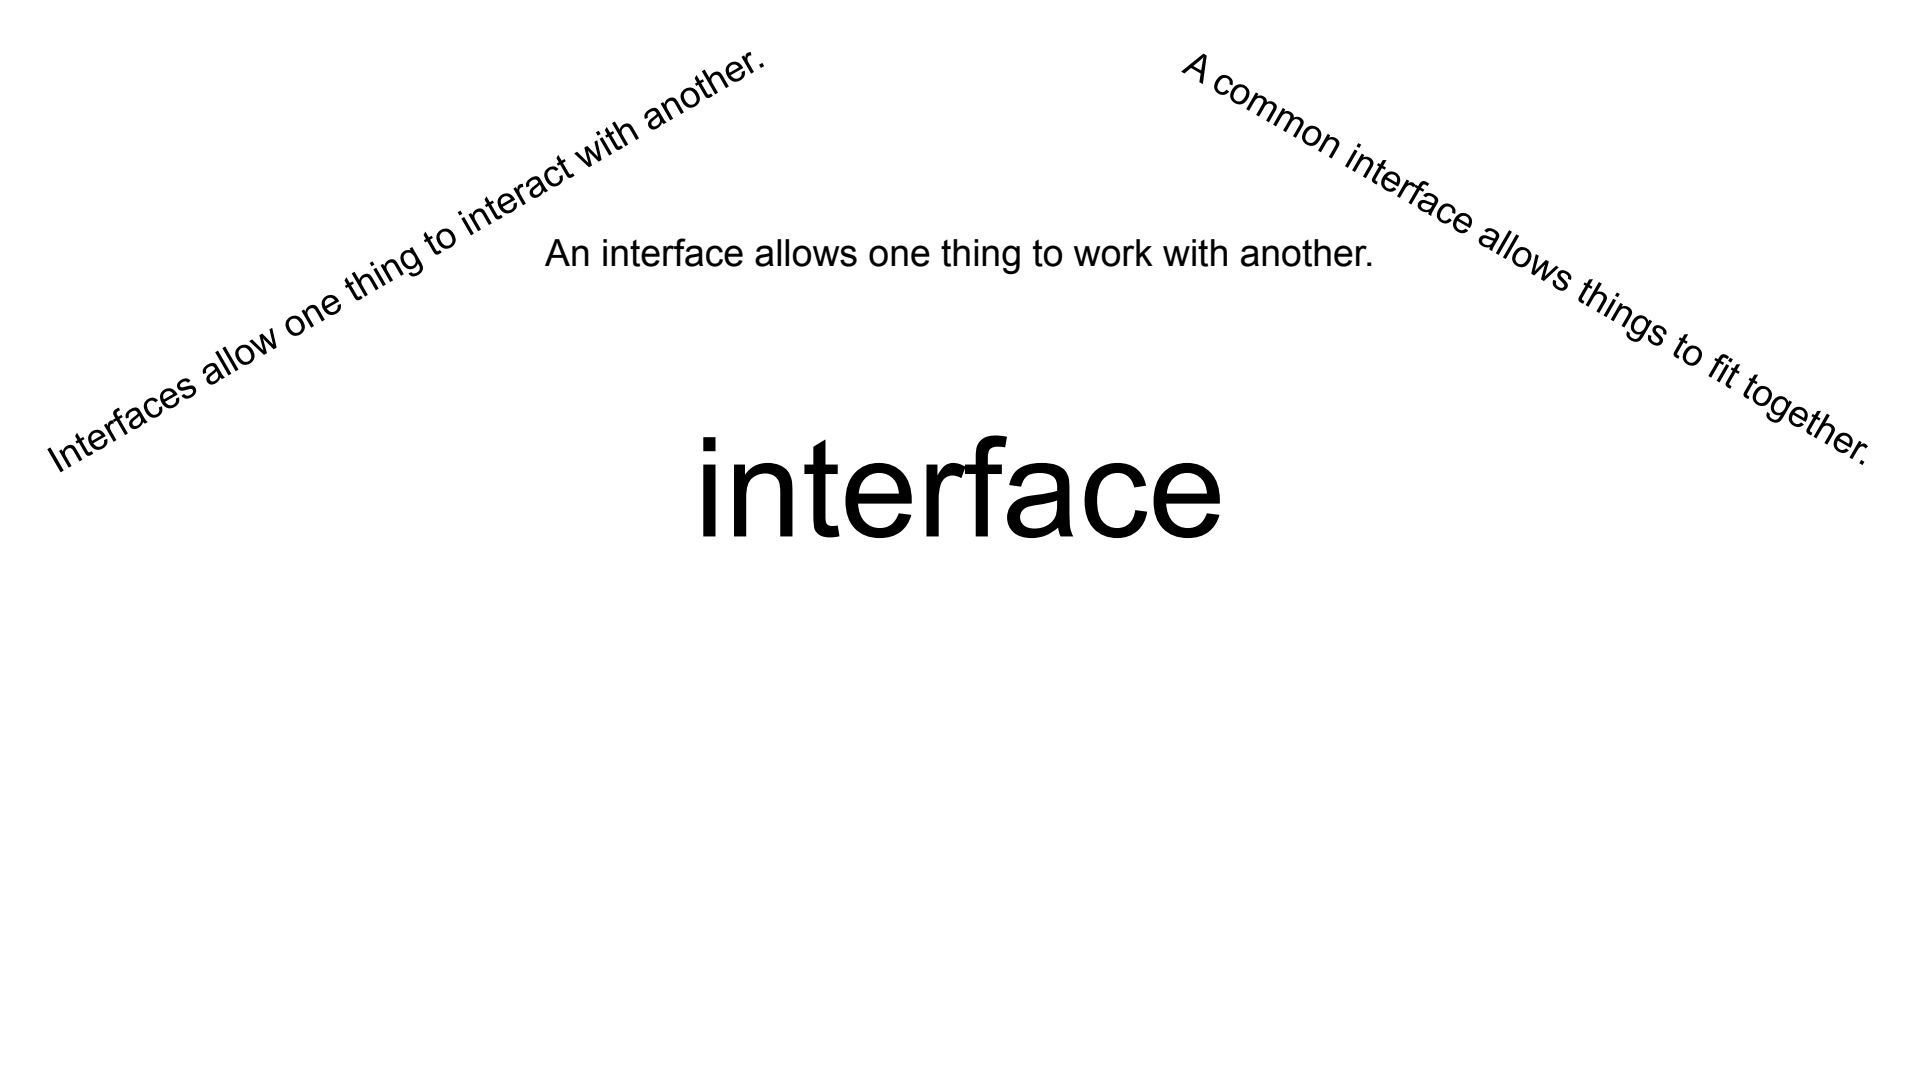 Interfaces allow one thing to interact with another.
A common interface allows things to fit together.
An interface allows one thing to work with another.
interface